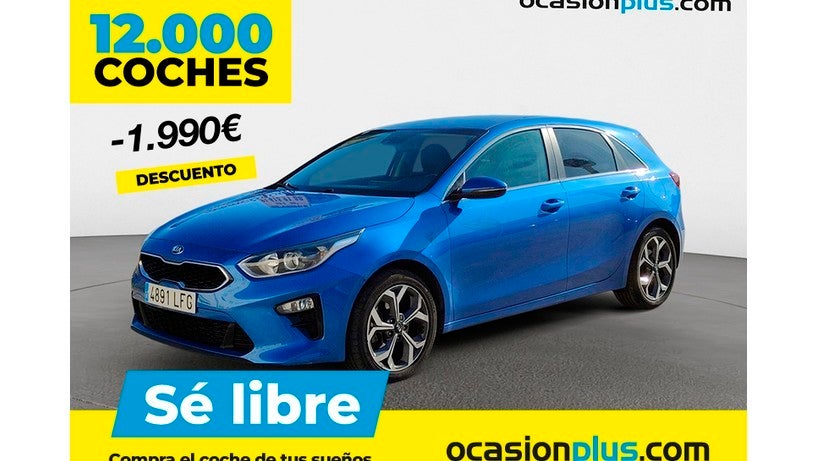 ocasionplus.com
12.000
COCHES
-1.990€
DESCUENTO
KIA
4891 LFG
Sé libre
Compra el coche de tus sueños
ocasionplus.com